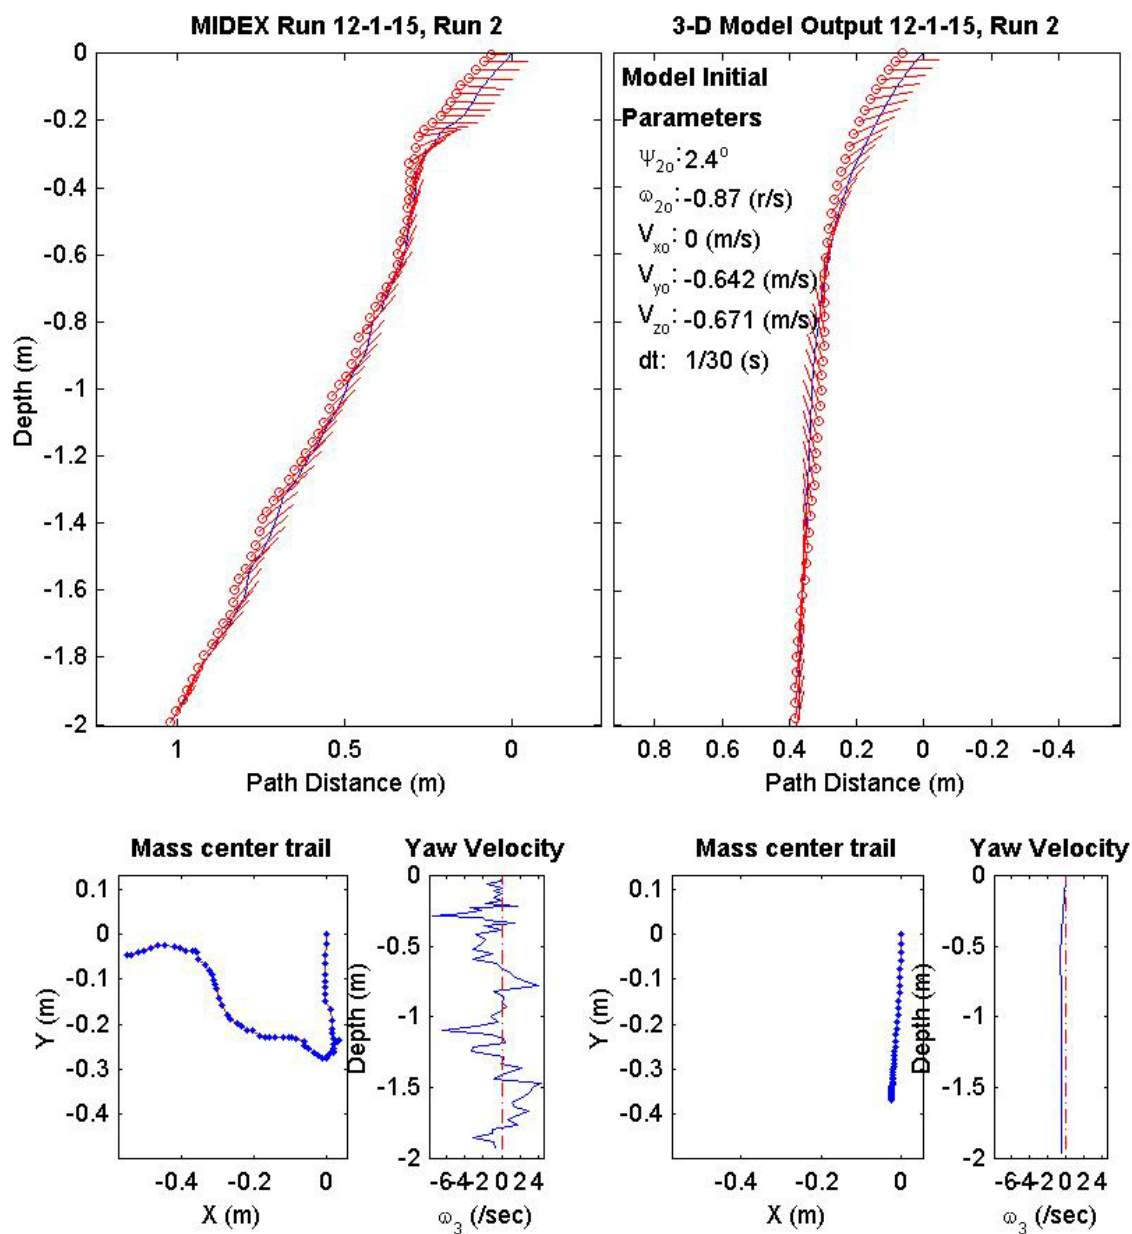 MIDEX Run 12-1-15, Run 2
3-D Model Output 12-1-15, Run 2
0
-0.2
-0.4
-0.6
-0.8
-1
-1.2
-1.4
-1.6
-1.8
-2
Depth (m)
1 0.5 0
Path Distance (m)
Model Initial
Parameters
Ψ2o: 2.4o
ω2o: -0.87 (r/s)
Vxo: 0 (m/s)
Vyo: -0.642 (m/s)
Vzo: -0.671 (m/s)
dt: 1/30 (s)
0.8 0.6 0.4 0.2 0 -0.2 -0.4
Path Distance (m)
Mass center trail
0.1
0
-0.1
-0.2
-0.3
-0.4
Y (m)
-0.4 -0.2 0
X (m)
Yaw Velocity
0
-0.5
-1
-1.5
-2
Depth (m)
-6 -4 -2 0 2 4
ω3 (/sec)
Mass center trail
0.1
0
-0.1
-0.2
-0.3
-0.4
Y (m)
-0.4 -0.2 0
X (m)
Yaw Velocity
0
-0.5
-1
-1.5
-2
Depth (m)
-6 -4 -2 0 2 4
ω3 (/sec)